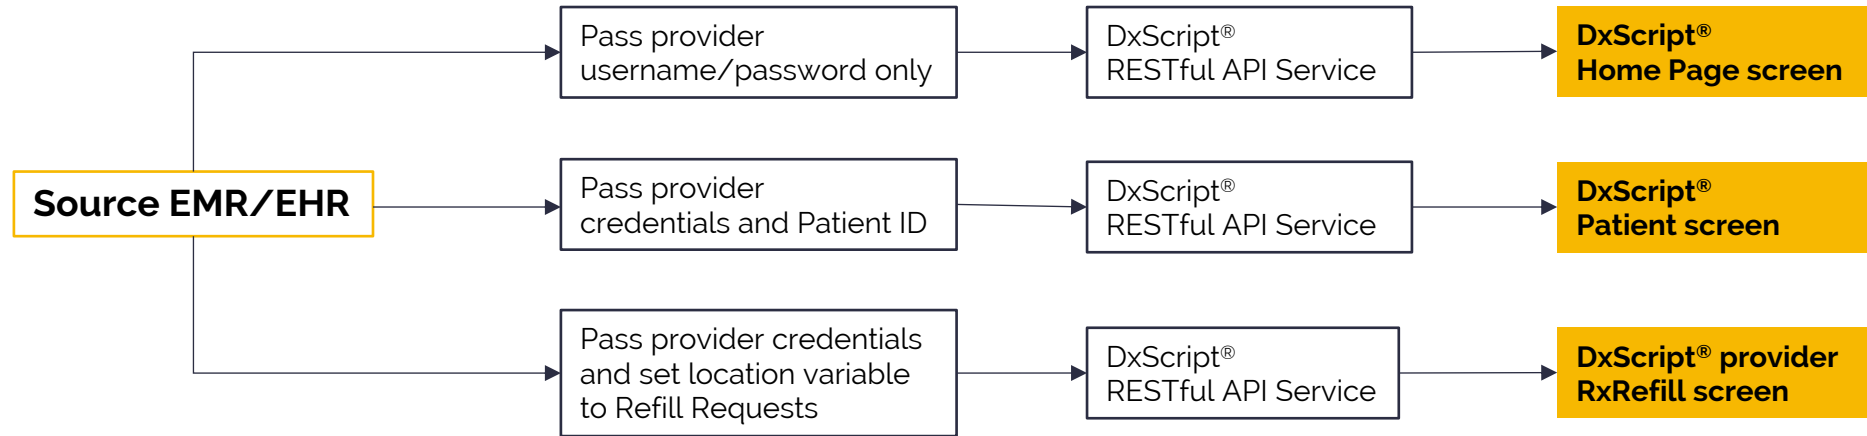 Pass provider
username/password only
DxScript®
RESTful API Service
DxScript®
Home Page screen
Source EMR/EHR
Pass provider
credentials and Patient ID
DxScript®
RESTful API Service
DxScript®
Patient screen
Pass provider credentials
and set location variable
to Refill Requests
DxScript®
RESTful API Service
DxScript® provider
RxRefill screen